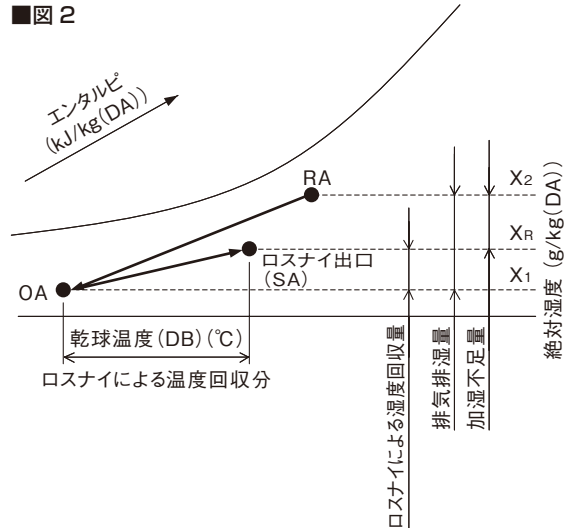 ■図2
エンタルピ
(kJ/kg(DA))
RA
X2
XR
ロスナイ出口
(SA)
X1
OA
乾球温度(DB)(℃)
ロスナイによる温度回収分
ロスナイによる湿度回収量
排気排湿量
加湿不足量
絶対湿度 (g/kg(DA))